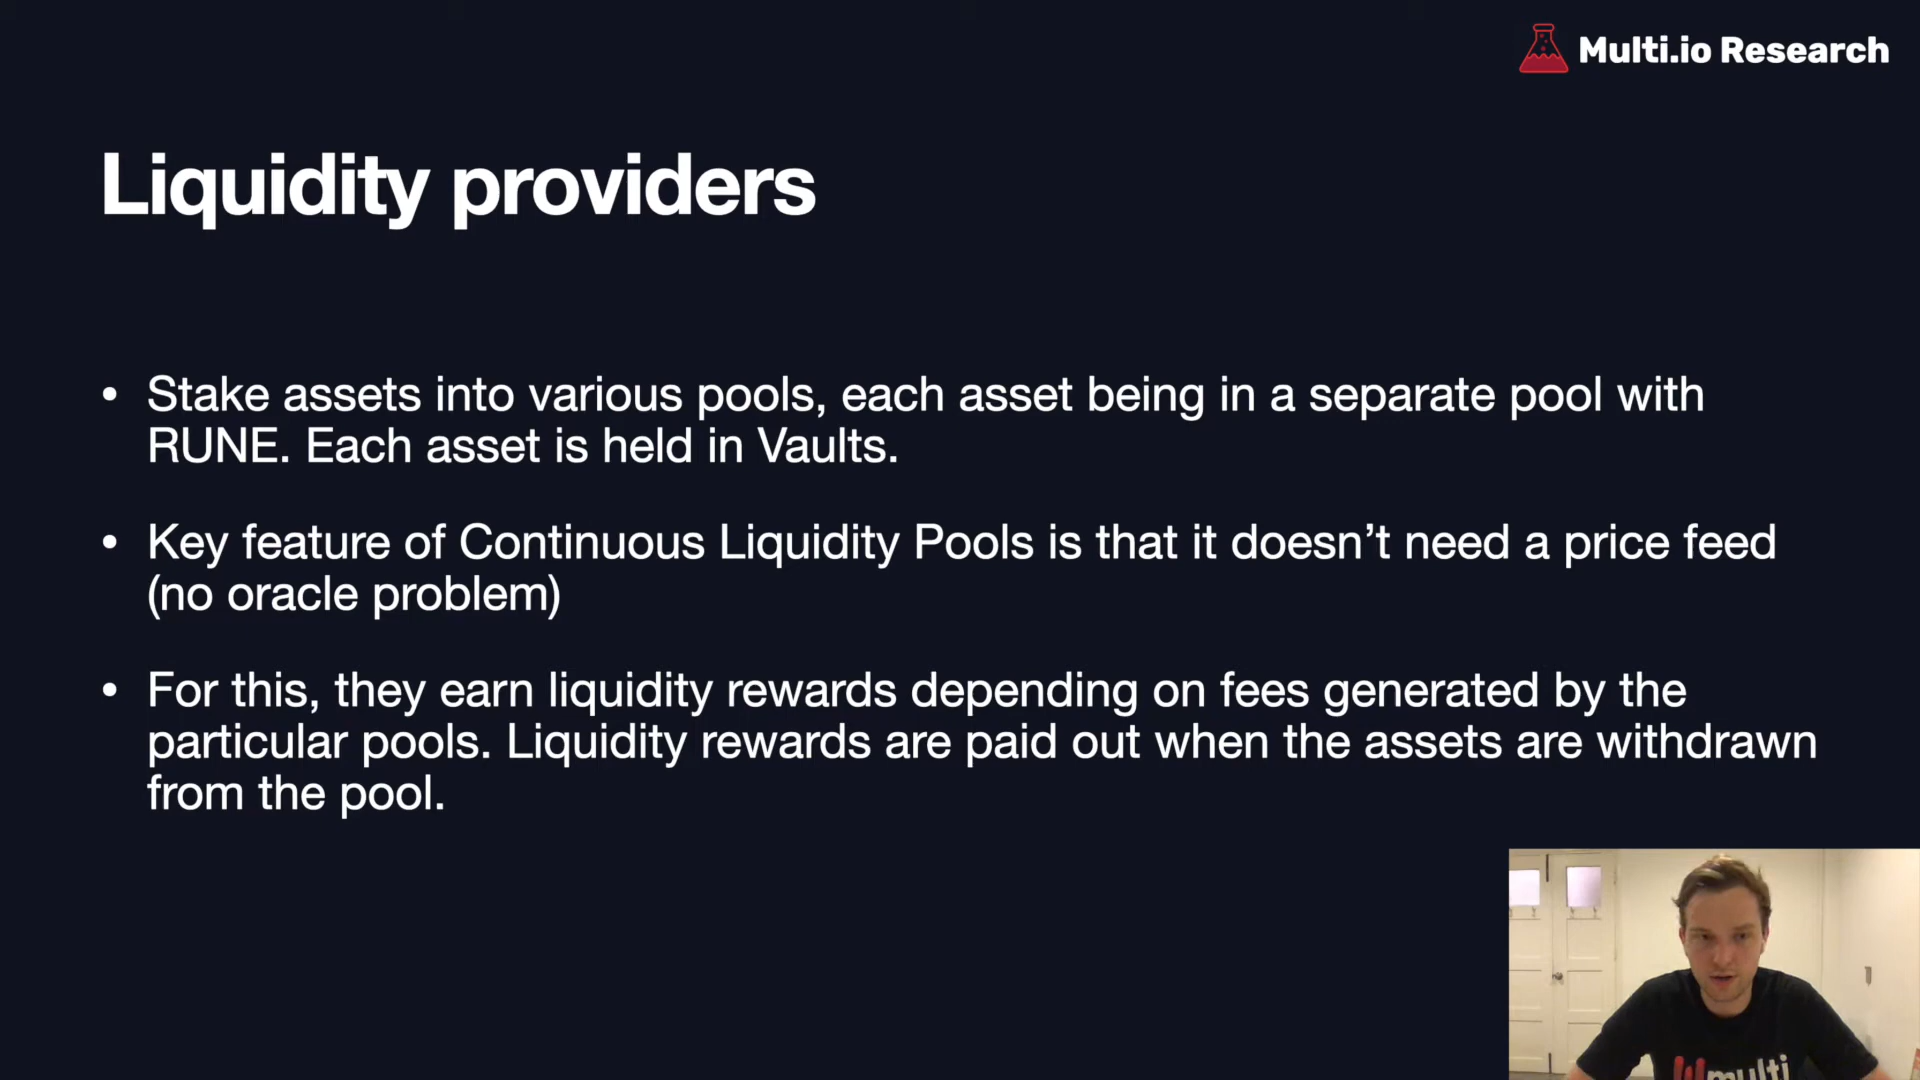 Multi.io Research
Liquidity providers
• Stake assets into various pools, each asset being in a separate pool with
RUNE. Each asset is held in Vaults.
• Key feature of Continuous Liquidity Pools is that it doesn’t need a price feed
(no oracle problem)
• For this, they earn liquidity rewards depending on fees generated by the
particular pools. Liquidity rewards are paid out when the assets are withdrawn
from the pool.
multi